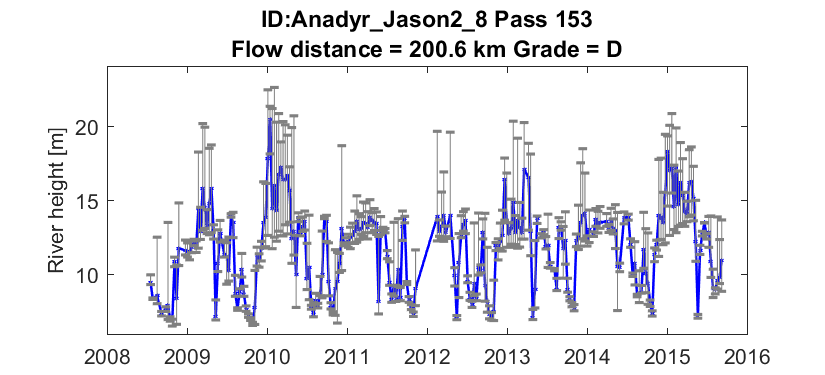 ID:Anadyr_Jason2_8 Pass 153
Flow distance = 200.6 km Grade = D
River height [m]
20
15
10
2008 2009 2010 2011 2012 2013 2014 2015 2016